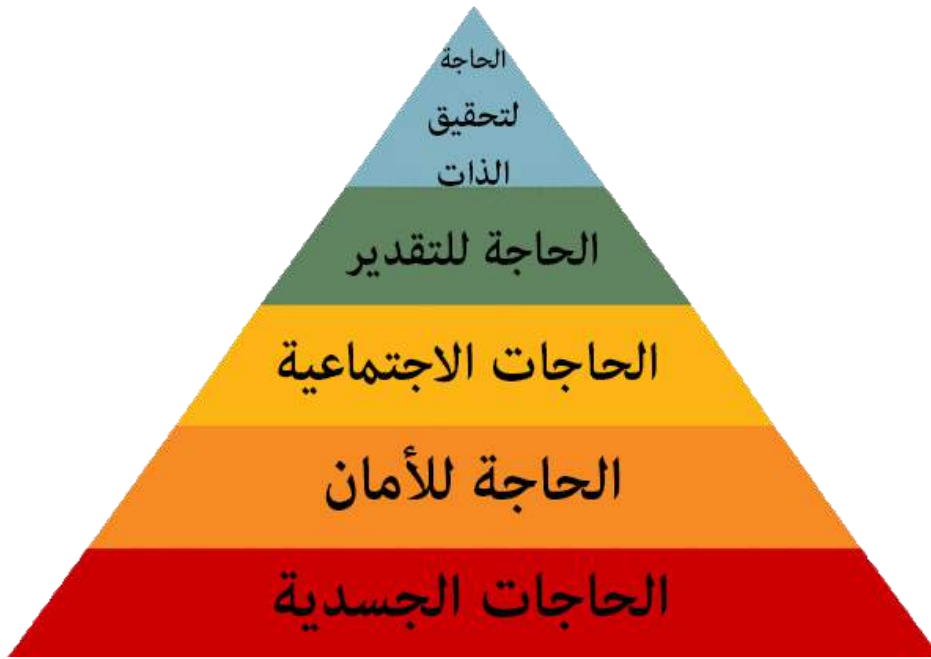 الحاجة
لتحقيق
الذات
الحاجة للتقدير
الحاجات الاجتماعية
الحاجة للأمان
الحاجات الجسدية